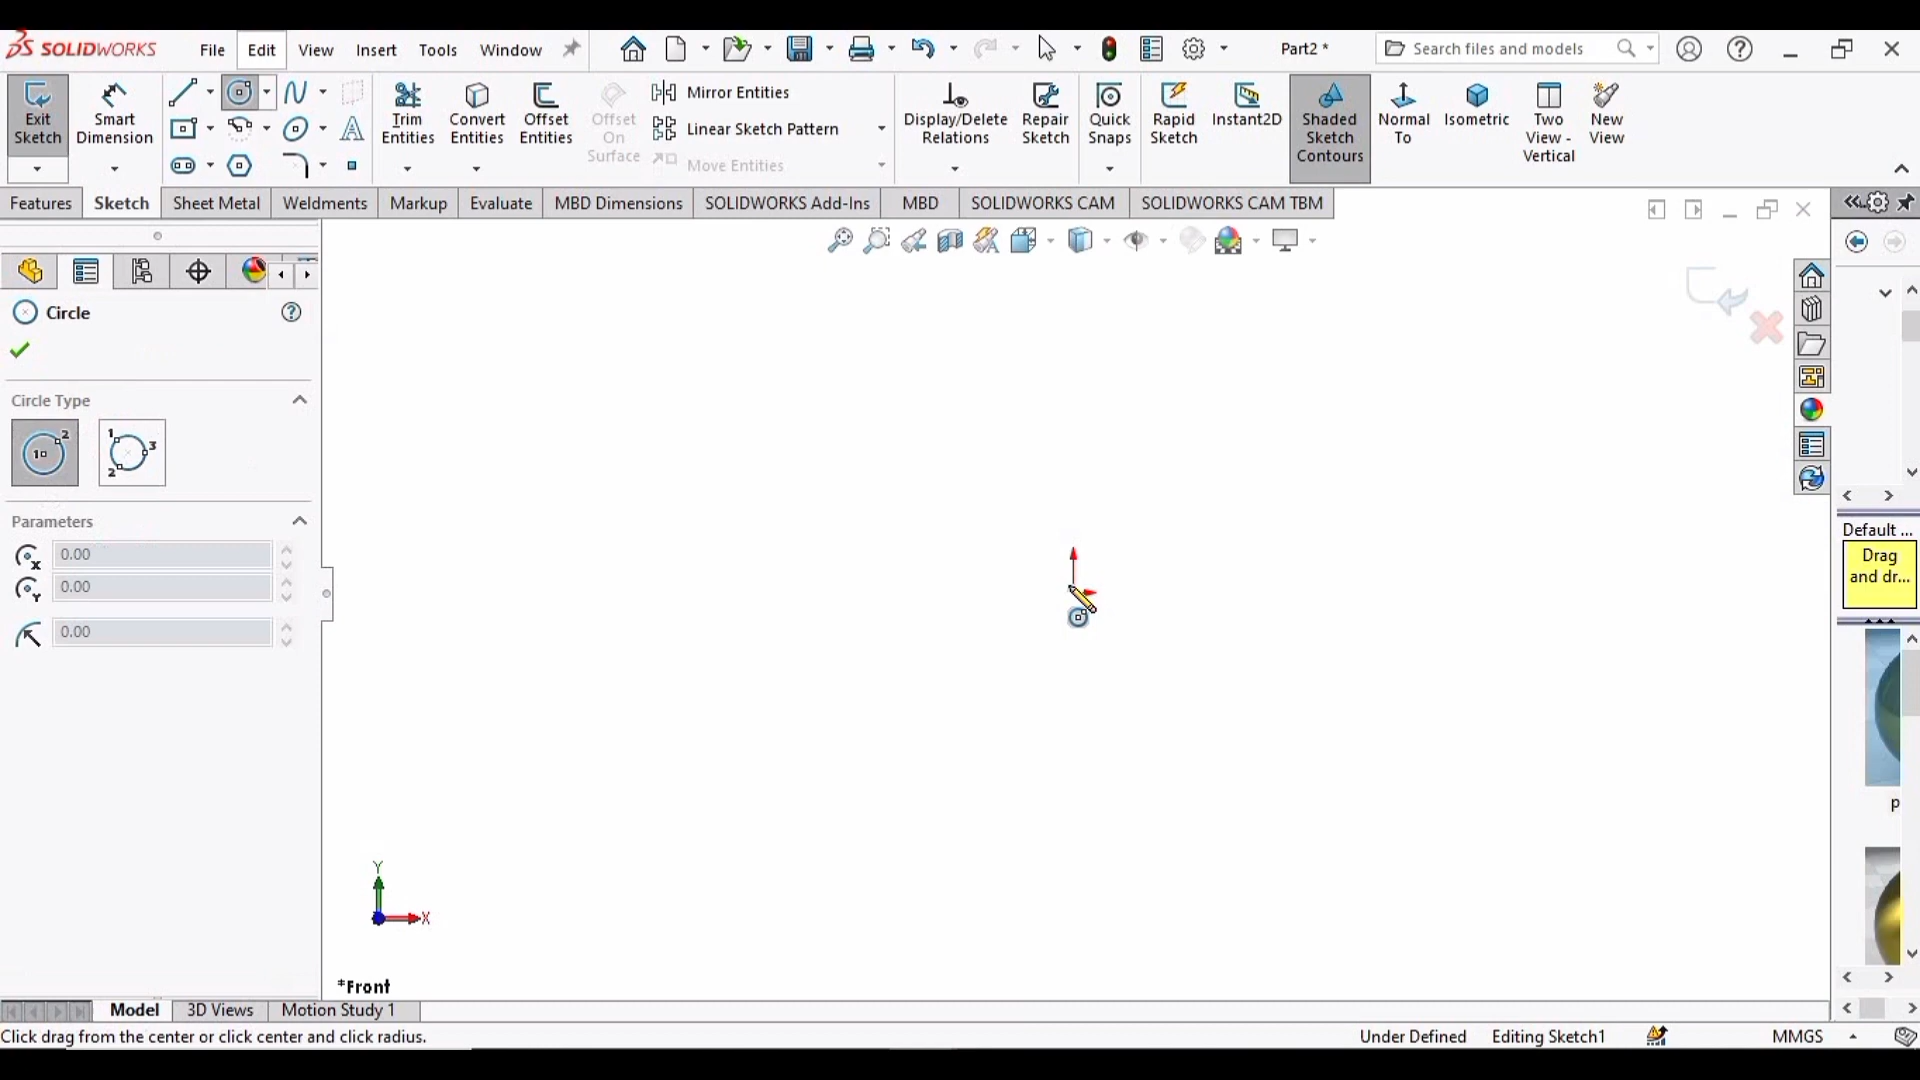 SOLIDWORKS
File Edit View Insert Tools Window
Part2 *
Search files and models
Exit Sketch
Smart Dimension
Trim Entities
Convert Entities
Offset Entities
Offset On Surface
Mirror Entities
Linear Sketch Pattern
Move Entities
Display/Delete Relations
Repair Sketch
Quick Snaps
Rapid Sketch
Instant2D
Shaded Sketch Contours
Normal To
Isometric
Two View - Vertical
New View
Features Sketch Sheet Metal Weldments Markup Evaluate MBD Dimensions SOLIDWORKS Add-Ins MBD SOLIDWORKS CAM SOLIDWORKS CAM TBM
Circle
Circle Type
1 2
1 2 3
Parameters
X 0.00
Y 0.00
0.00
Default ...
Drag
and dr...
p
Y
X
*Front
Model 3D Views Motion Study 1
Click drag from the center or click center and click radius.
Under Defined Editing Sketch1 MMGS